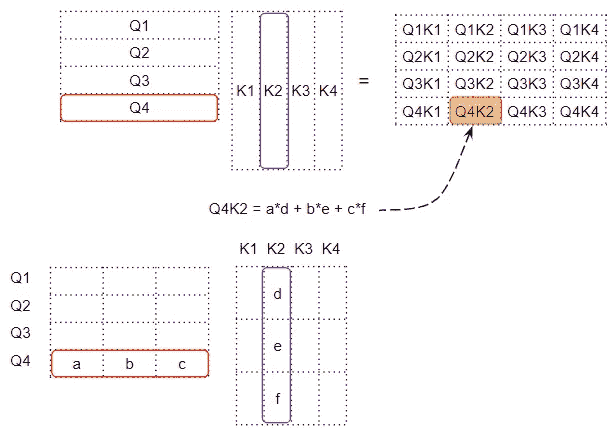 Q1
Q2
Q3
Q4
K1 K2 K3 K4
=
Q1K1 Q1K2 Q1K3 Q1K4
Q2K1 Q2K2 Q2K3 Q2K4
Q3K1 Q3K2 Q3K3 Q3K4
Q4K1 Q4K2 Q4K3 Q4K4
Q4K2 = a*d + b*e + c*f
Q1
Q2
Q3
Q4 a b c
K1 K2 K3 K4
d
e
f